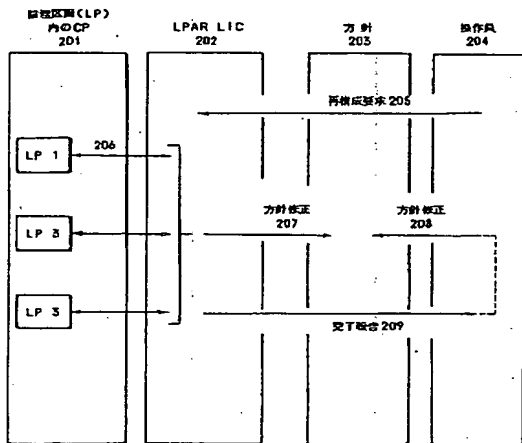 論理区画(LP)
内のCP
201
LPAR LIC
202
方針
203
操作員
204
再構成要求 205
206
LP 1
LP 3
LP 3
方針修正
207
方針修正
208
完了報告 209